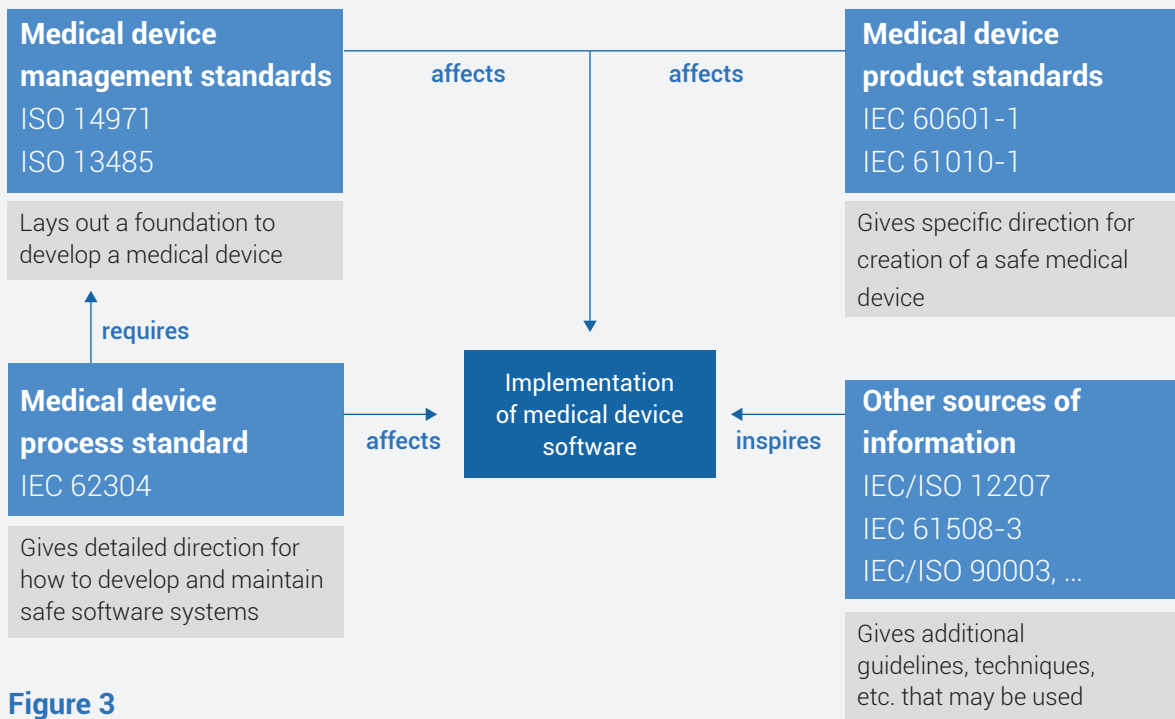 Medical device
management standards
ISO 14971
ISO 13485
Lays out a foundation to
develop a medical device
affects
affects
Medical device
product standards
IEC 60601-1
IEC 61010-1
Gives specific direction for
creation of a safe medical
device
requires
Medical device
process standard
IEC 62304
Gives detailed direction for
how to develop and maintain
safe software systems
affects
Implementation
of medical device
software
inspires
Other sources of
information
IEC/ISO 12207
IEC 61508-3
IEC/ISO 90003, ...
Gives additional
guidelines, techniques,
etc. that may be used
Figure 3